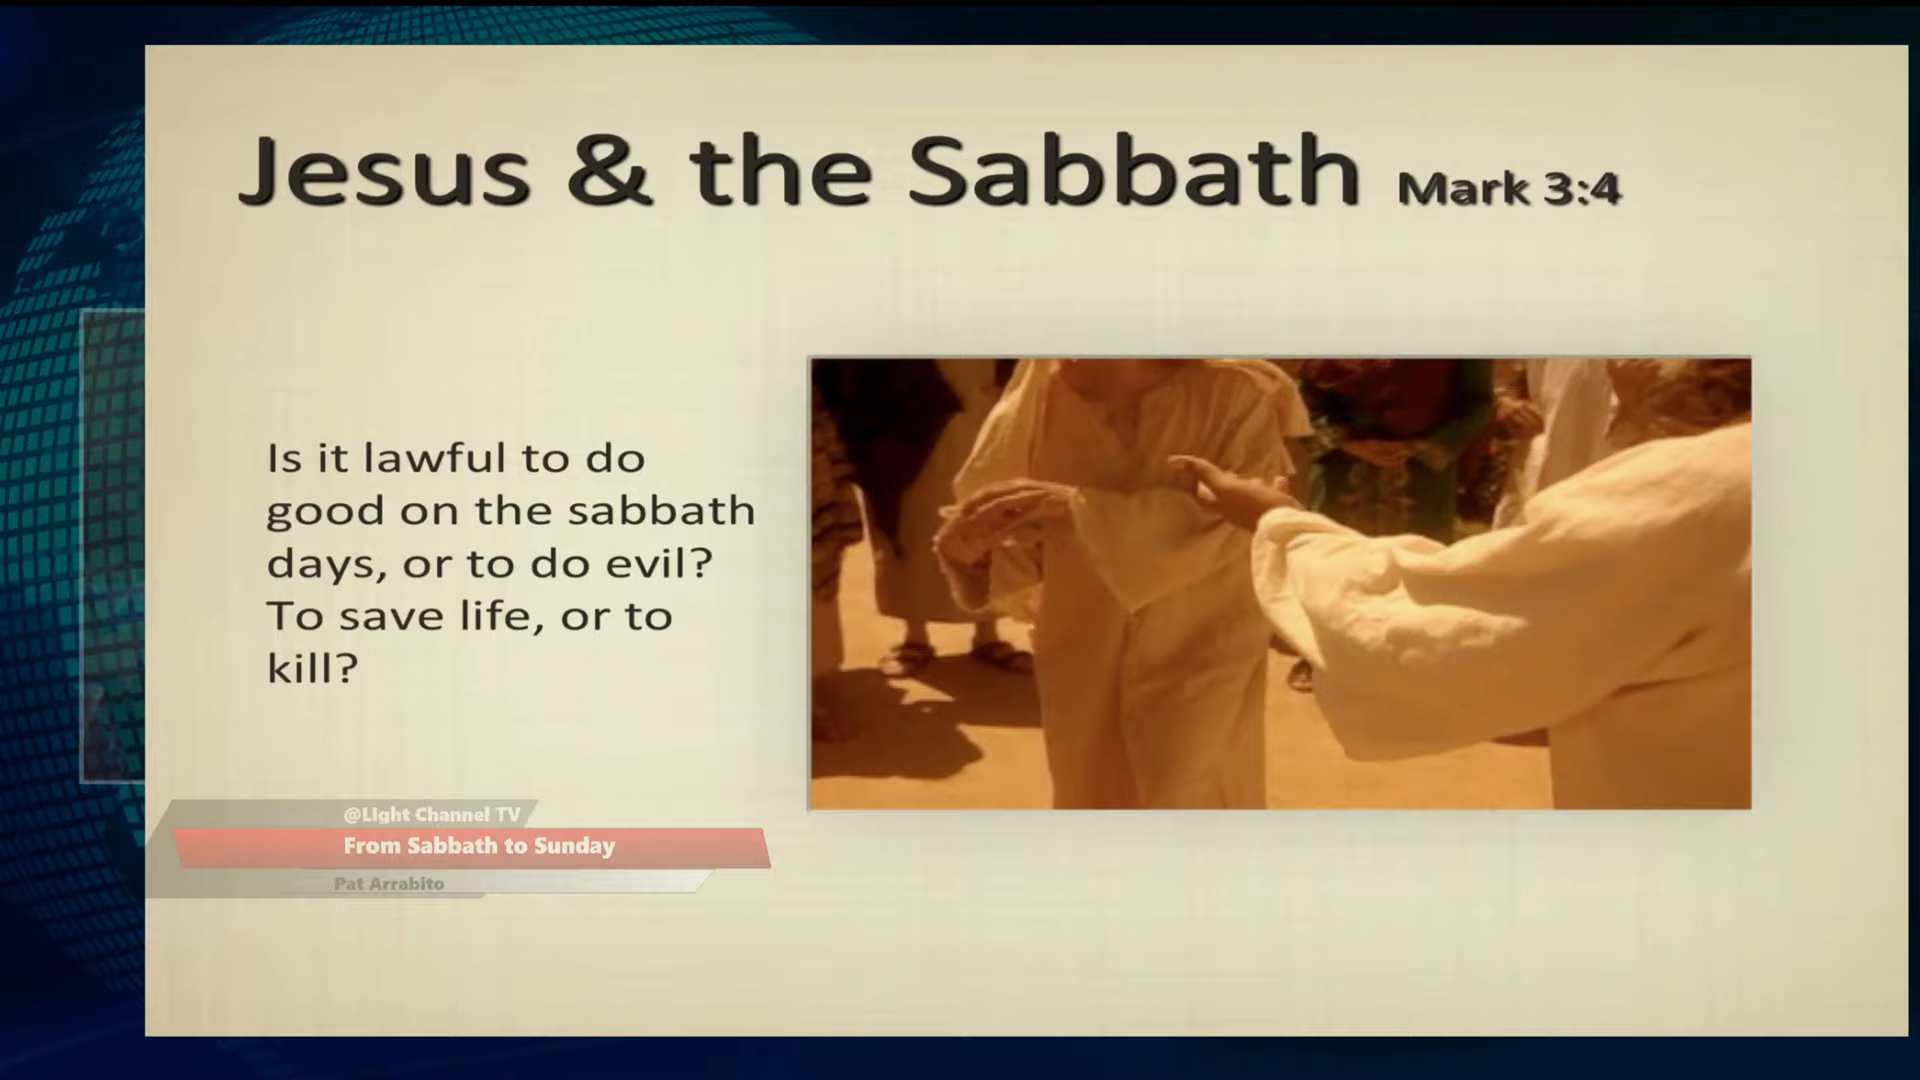 Jesus & the Sabbath Mark 3:4
Is it lawful to do
good on the sabbath
days, or to do evil?
To save life, or to
kill?
@Light Channel TV
From Sabbath to Sunday
Pat Arrabito